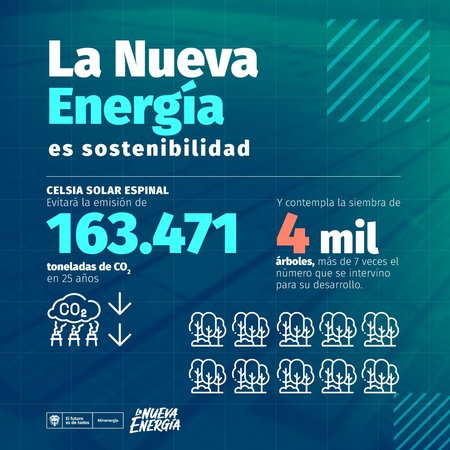 La Nueva
Energía
es sostenibilidad
CELSIA SOLAR ESPINAL
Evitará la emisión de
163.471
toneladas de CO₂
en 25 años
Y contempla la siembra de
4 mil
árboles, más de 7 veces el
número que se intervino
para su desarrollo.
CO₂
El futuro
es de todos
Minenergía
LA NUEVA
ENERGÍA